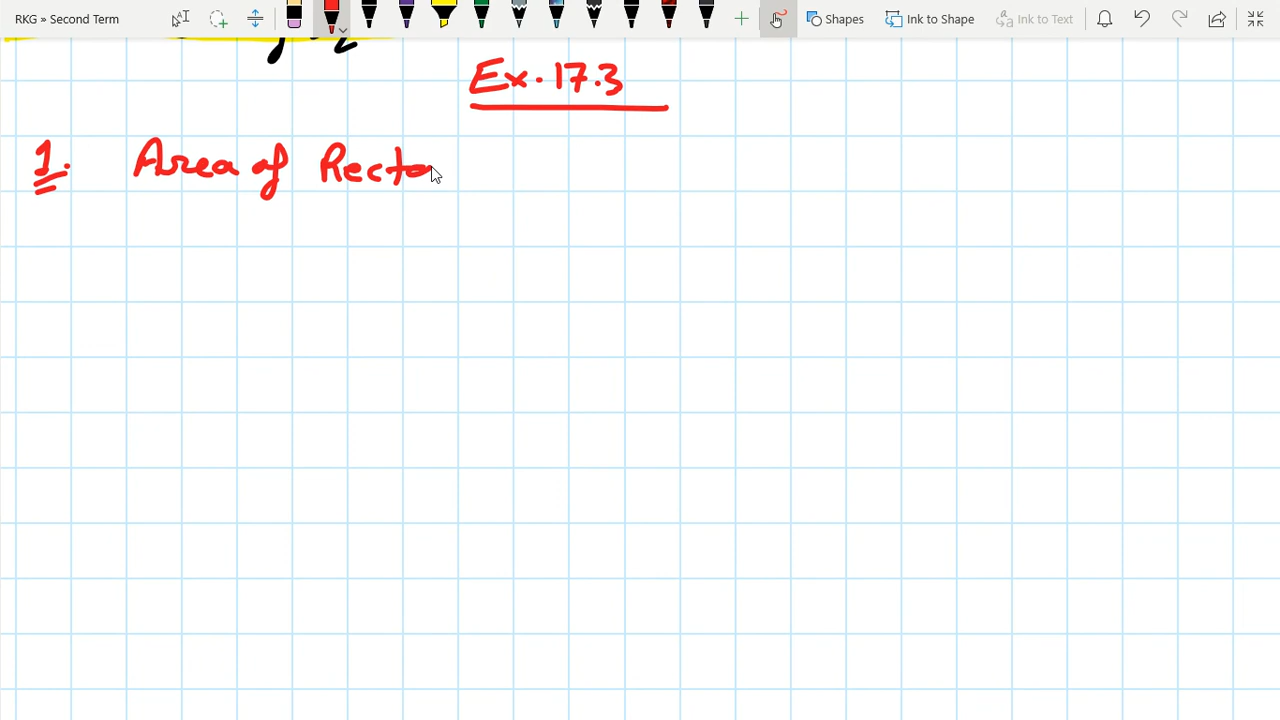 RKG » Second Term
Shapes
Ink to Shape
Ink to Text
Ex. 17.3
1. Area of Recta